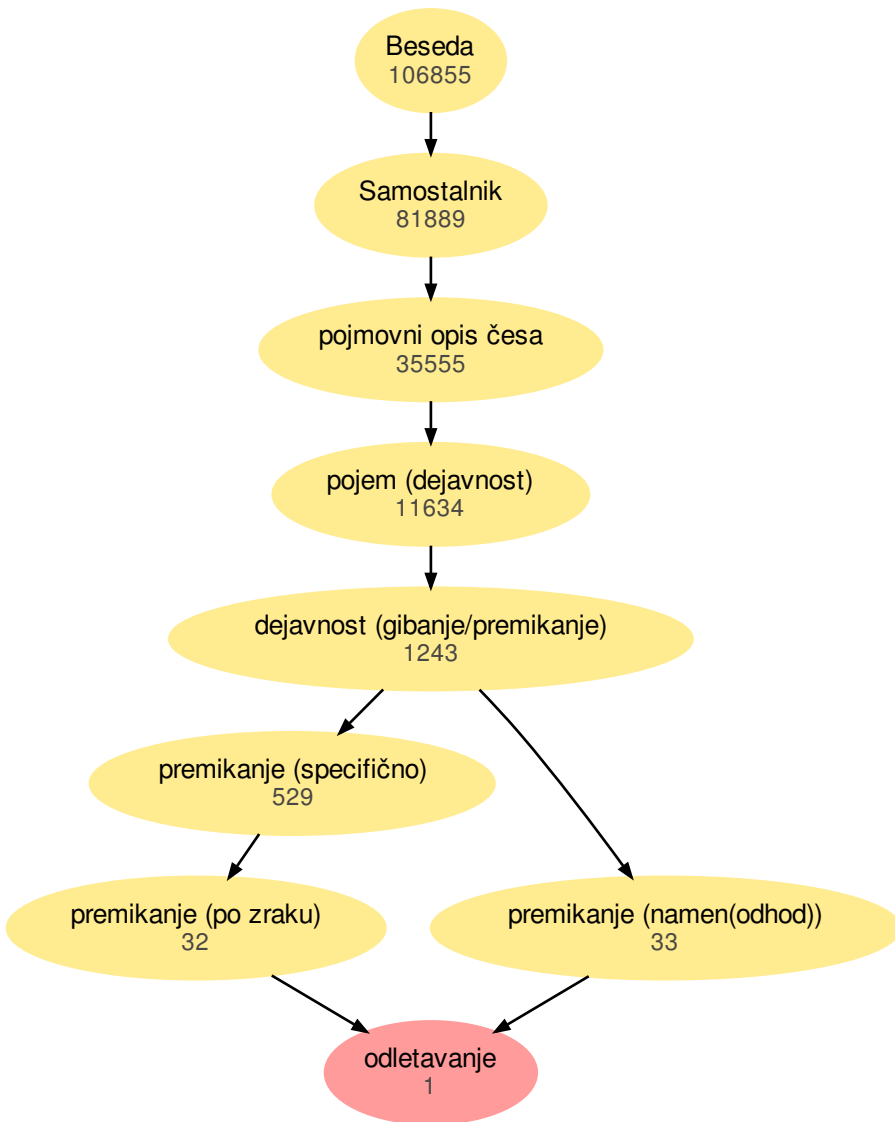 Beseda
106855
Samostalnik
81889
pojmovni opis česa
35555
pojem (dejavnost)
11634
dejavnost (gibanje/premikanje)
1243
premikanje (specifično)
529
premikanje (po zraku)
32
premikanje (namen(odhod))
33
odletavanje
1